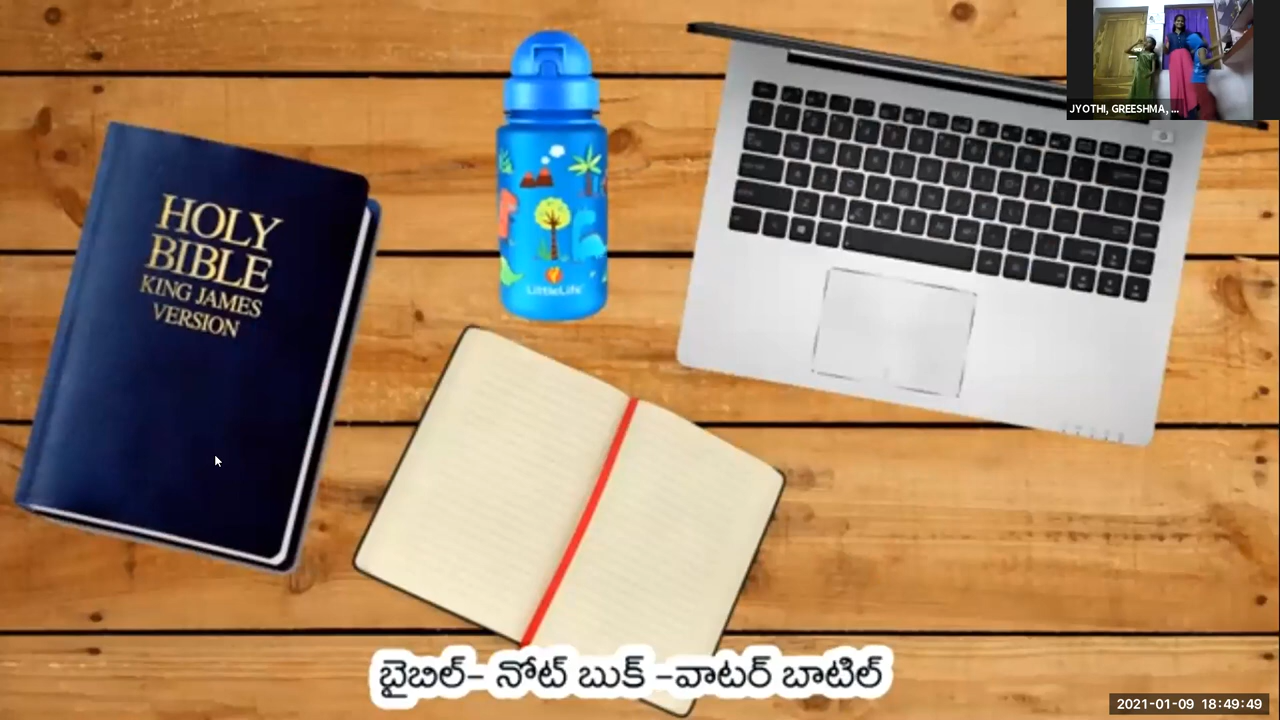 JYOTHI, GREESHMA, ...
HOLY
BIBLE
KING JAMES
VERSION
LittleLife
బైబిల్- నోట్ బుక్ -వాటర్ బాటిల్
2021-01-09 18:49:49